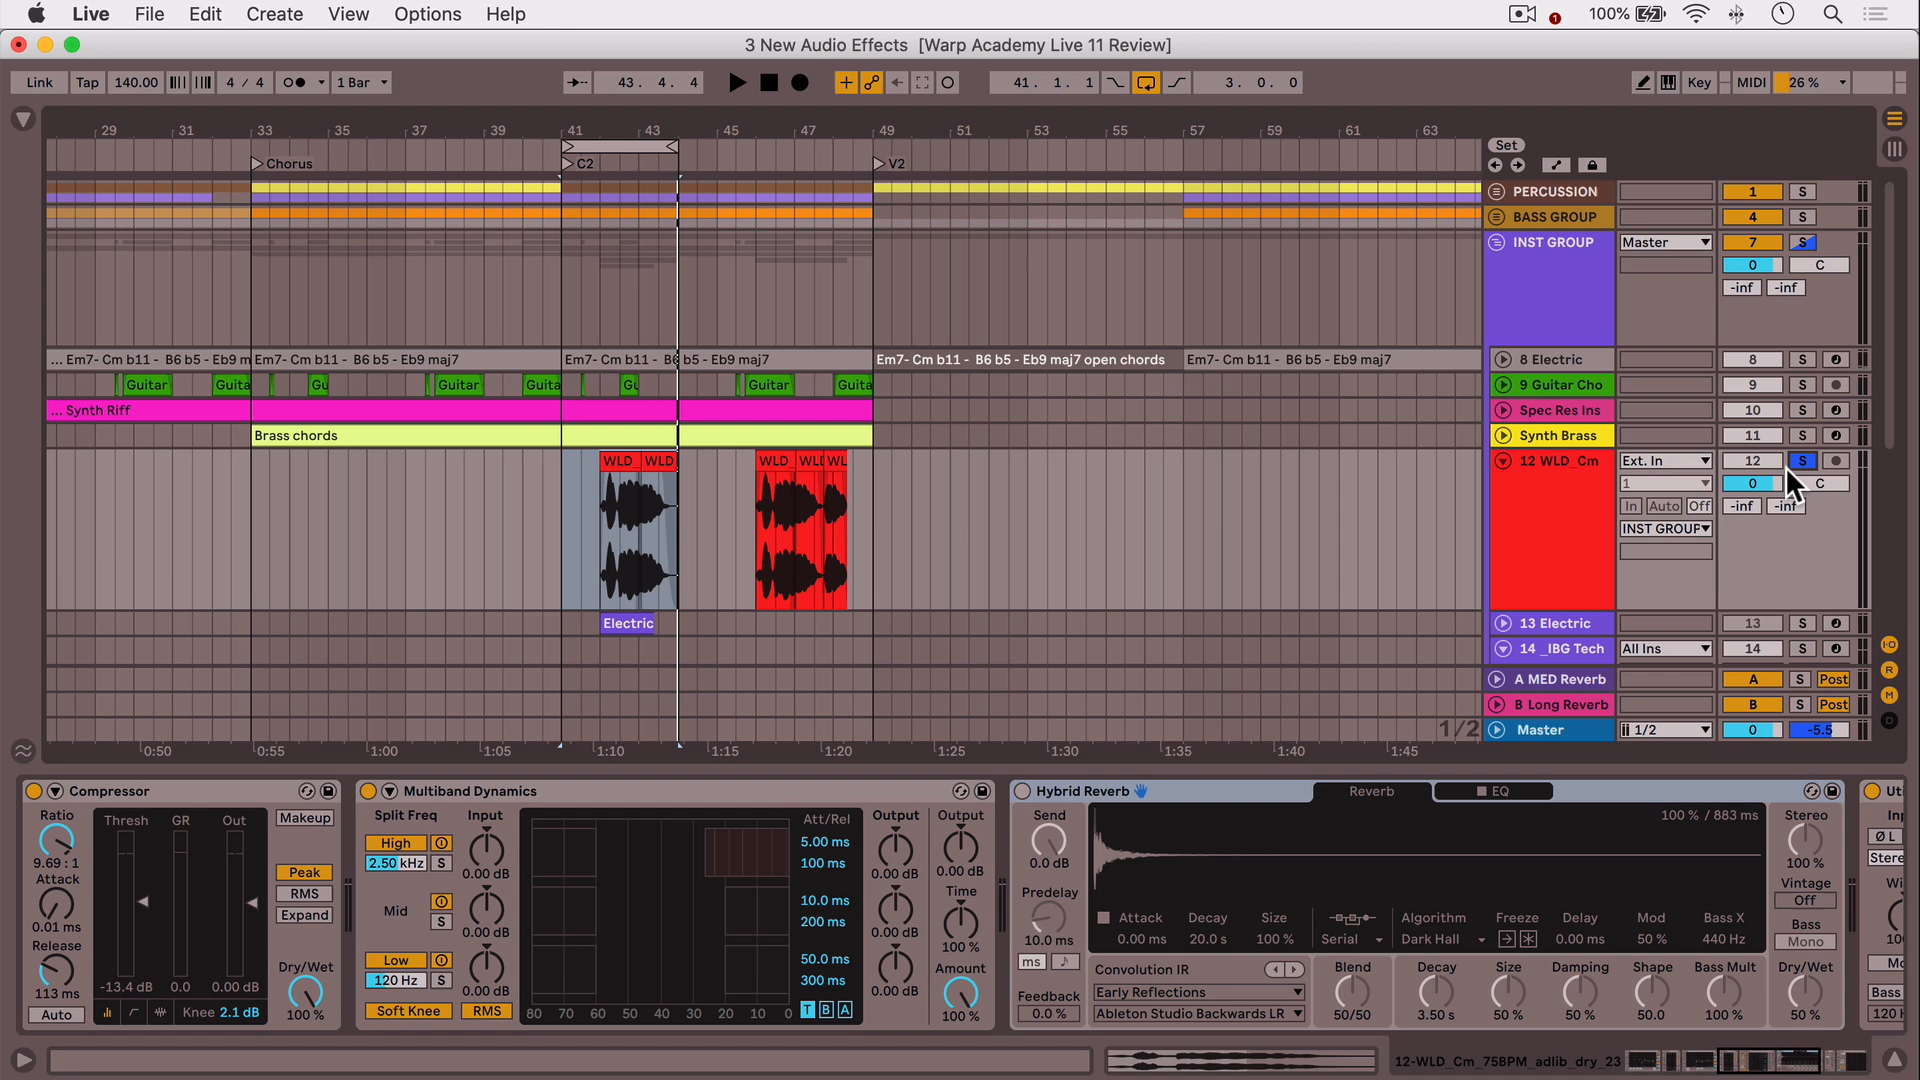 Live File Edit Create View Options Help 1 100%
3 New Audio Effects [Warp Academy Live 11 Review]
Link Tap 140.00 4 / 4 1 Bar 43. 4. 4 41. 1. 1 3. 0. 0 Key MIDI 26 %
29 31 33 35 37 39 41 43 45 47 49 51 53 55 57 59 61 63
Set
Chorus C2 V2
PERCUSSION 1 S
BASS GROUP 4 S
INST GROUP Master 7 S
0 C
-inf -inf
... Em7- Cm b11 - B6 b5 - Eb9 m Em7- Cm b11 - B6 b5 - Eb9 maj7 Em7- Cm b11 - B6 b5 - Eb9 maj7 Em7- Cm b11 - B6 b5 - Eb9 maj7 open chords Em7- Cm b11 - B6 b5 - Eb9 maj7 8 Electric 8 S
Guitar Guita Gu Guitar Guita Gu Guitar Guita 9 Guitar Cho 9 S
... Synth Riff Spec Res Ins 10 S
Brass chords Synth Brass 11 S
WLD_ WLD WLD_ WLD WL 12 WLD_Cm Ext. In 12 S
1 0 C
In Auto Off -inf -inf
INST GROUP
Electric 13 Electric 13 S
14 _IBG Tech All Ins 14 S
A MED Reverb A S Post
B Long Reverb B S Post
1/2 Master 1/2 0 -5.5
0:50 0:55 1:00 1:05 1:10 1:15 1:20 1:25 1:30 1:35 1:40 1:45
I·O
R
M
D
Compressor
Ratio
9.69 : 1
Attack
0.01 ms
Release
113 ms
Auto
Thresh GR Out
-13.4 dB 0.0 0.00 dB
Knee 2.1 dB
Makeup
Peak
RMS
Expand
Dry/Wet
100 %
Multiband Dynamics
Split Freq Input
High
2.50 kHz S 0.00 dB
Mid
S 0.00 dB
Low
120 Hz S 0.00 dB
Soft Knee RMS
80 70 60 50 40 30 20 10 0
Att/Rel
5.00 ms
100 ms
10.0 ms
200 ms
50.0 ms
300 ms
T B A
Output
0.00 dB
0.00 dB
0.00 dB
Output
0.00 dB
Time
100 %
Amount
100 %
Hybrid Reverb Reverb EQ
Send
0.0 dB
Predelay
10.0 ms
ms
Feedback
0.0 %
100 % / 883 ms
Attack Decay Size Algorithm Freeze Delay Mod Bass X
0.00 ms 20.0 s 100 % Serial Dark Hall 0.00 ms 50 % 440 Hz
Convolution IR
Early Reflections
Ableton Studio Backwards LR
Blend Decay Size Damping Shape Bass Mult
50/50 3.50 s 50 % 50 % 50.0 100 %
Stereo
100 %
Vintage
Off
Bass
Mono
Dry/Wet
50 %
Uti
Ø L
Stere
Bass
12-WLD_Cm_75BPM_adlib_dry_23